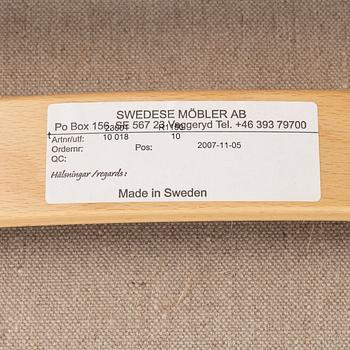 SWEDESE MÖBLER AB
Po Box 156, SE 567 23 Vaggeryd Tel. +46 393 79700
Artnr/utf: 10 018 10
Ordernr: Pos: 2007-11-05
QC:
Hälsningar/regards:
Made in Sweden